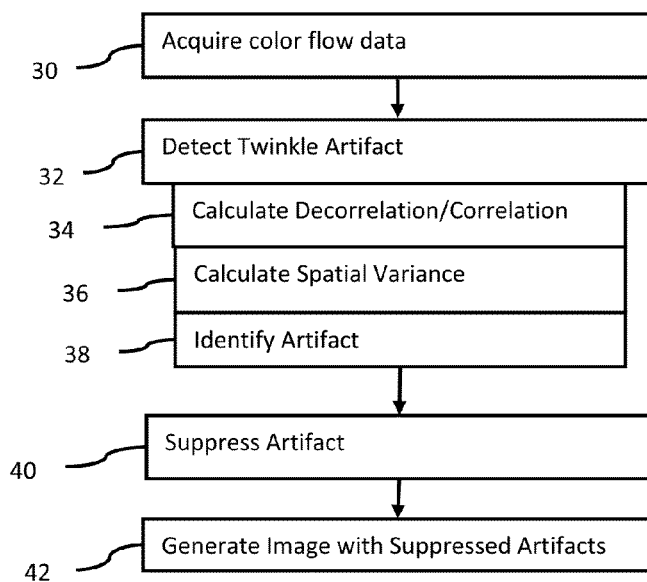 Acquire color flow data
30
Detect Twinkle Artifact
32
Calculate Decorrelation/Correlation
34
Calculate Spatial Variance
36
Identify Artifact
38
Suppress Artifact
40
Generate Image with Suppressed Artifacts
42